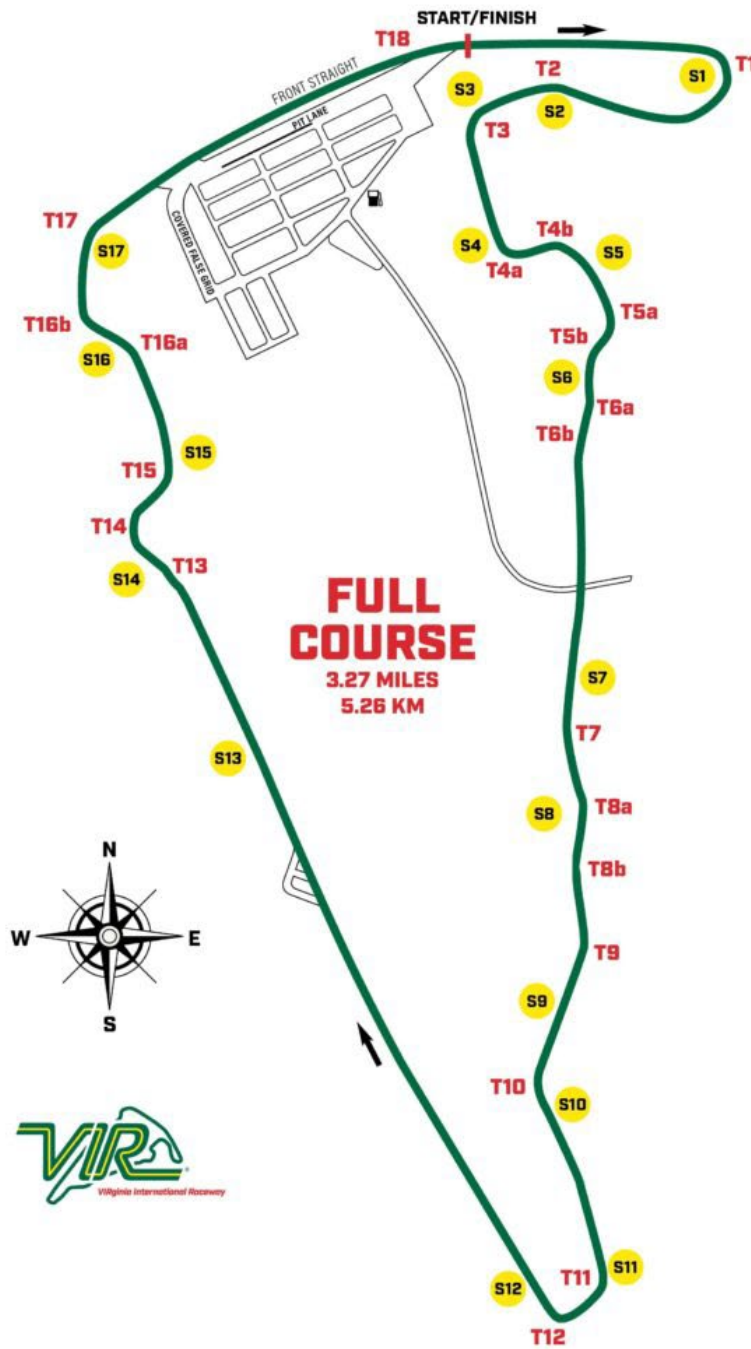 START/FINISH
T18
FRONT STRAIGHT
PIT LANE
COVERED FALSE GRID
S1
T1
T2
S3
S2
T3
T17
S17
S4
T4b
S5
T4a
T16b
T16a
S16
T5a
T5b
S6
T6a
T6b
S15
T15
T14
S14
T13
FULL
COURSE
3.27 MILES
5.26 KM
S7
T7
S13
S8
T8a
T8b
N
W
E
S
T9
S9
T10
S10
VIR
VIRginia International Raceway
S12
T11
S11
T12